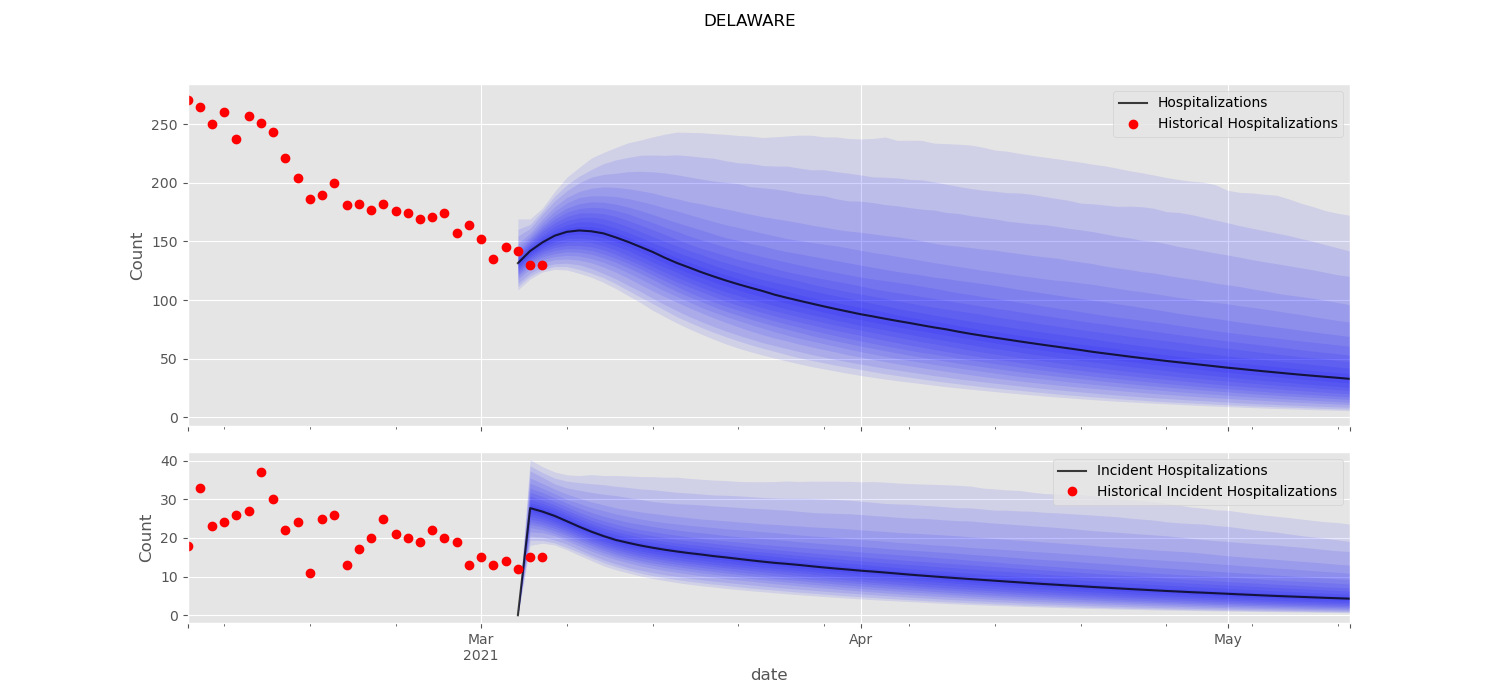 DELAWARE
Hospitalizations
Historical Hospitalizations
250
200
150
100
50
0
Count
Incident Hospitalizations
Historical Incident Hospitalizations
40
30
20
10
0
Count
Mar
2021
Apr
May
date